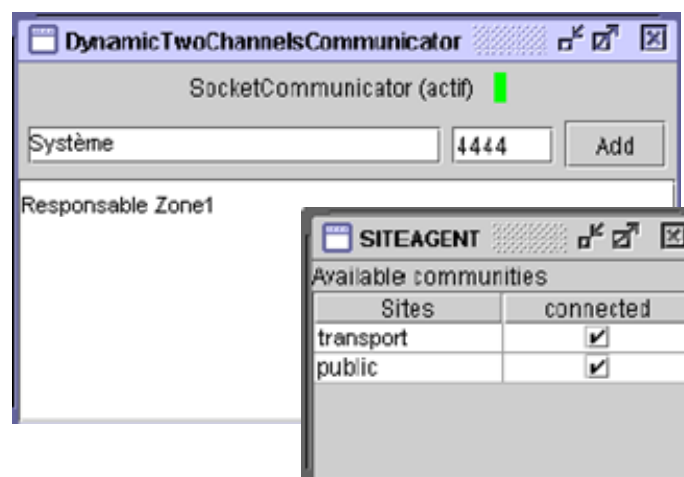 DynamicTwoChannelsCommunicator
SocketCommunicator (actif)
Système 4444 Add
Responsable Zone1
SITEAGENT
Available communities
Sites connected
transport
public